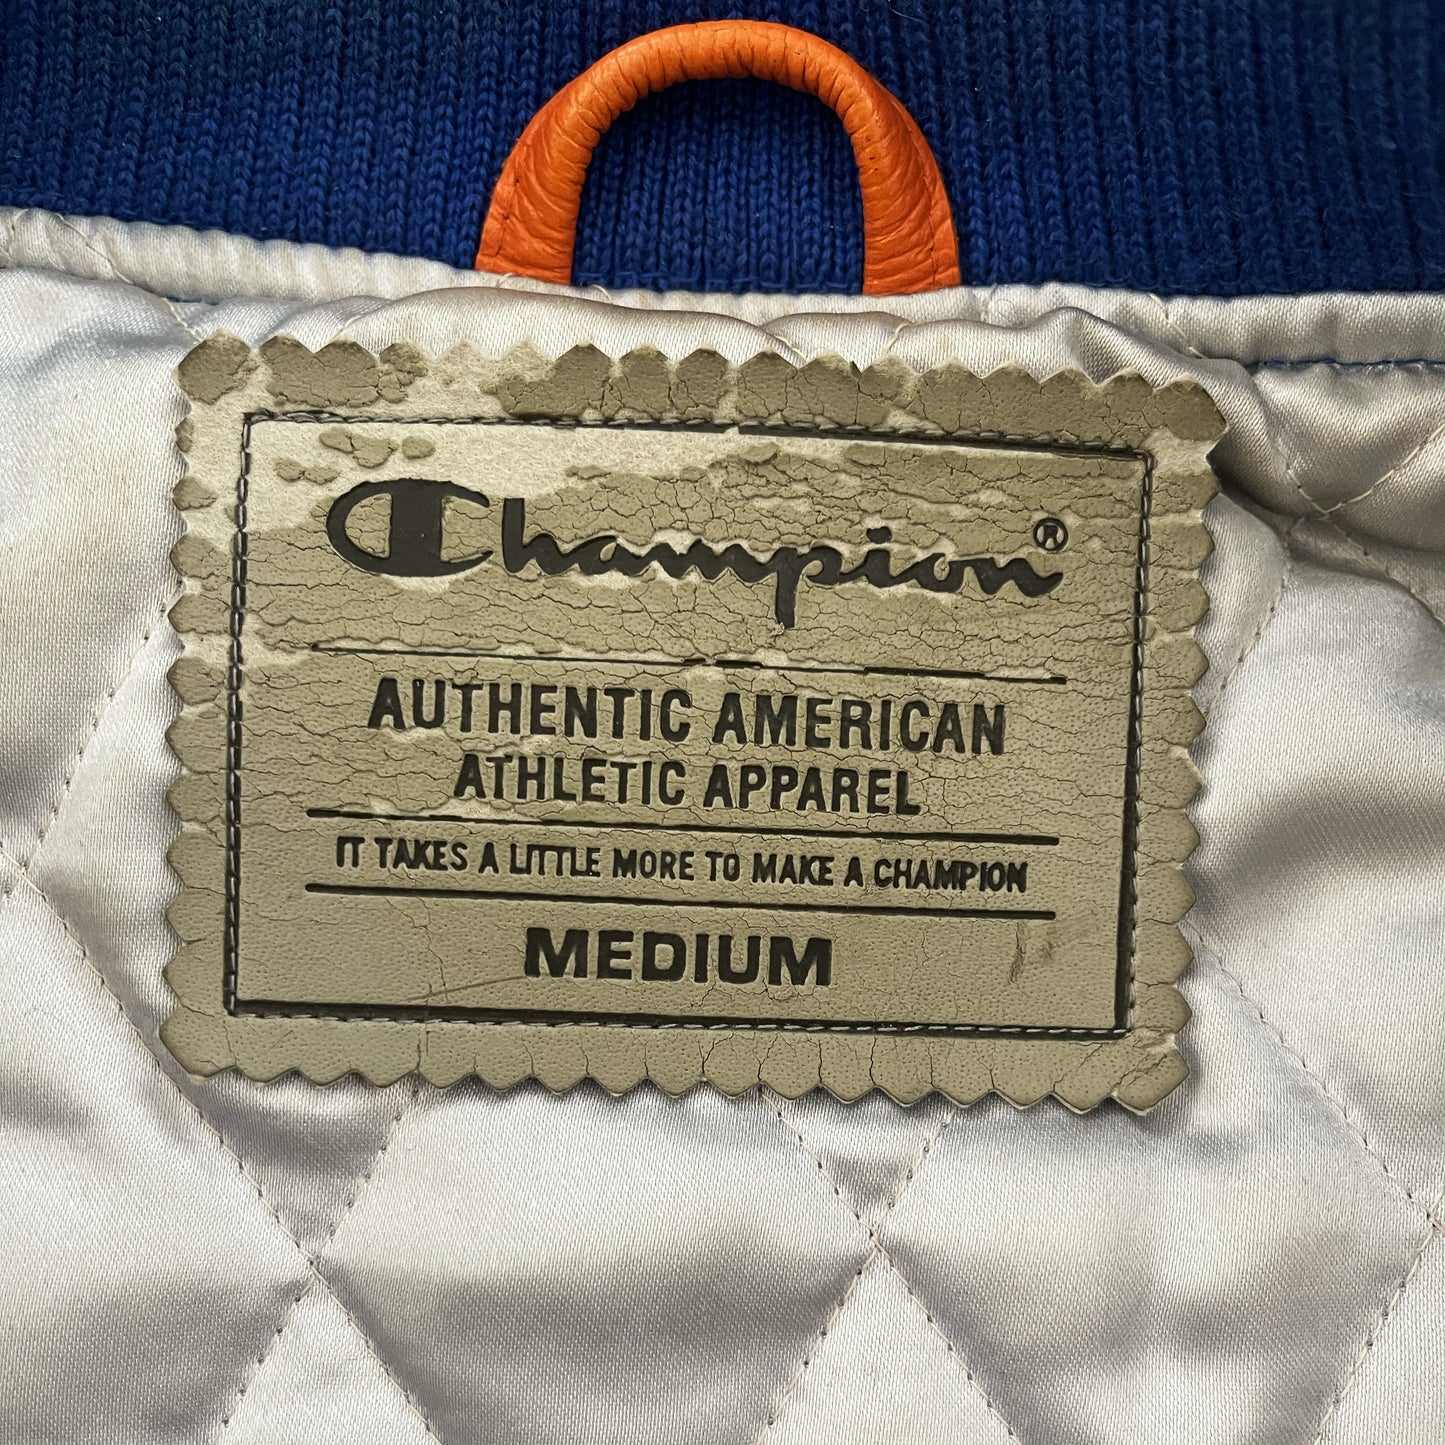 Champion®
AUTHENTIC AMERICAN
ATHLETIC APPAREL
IT TAKES A LITTLE MORE TO MAKE A CHAMPION
MEDIUM